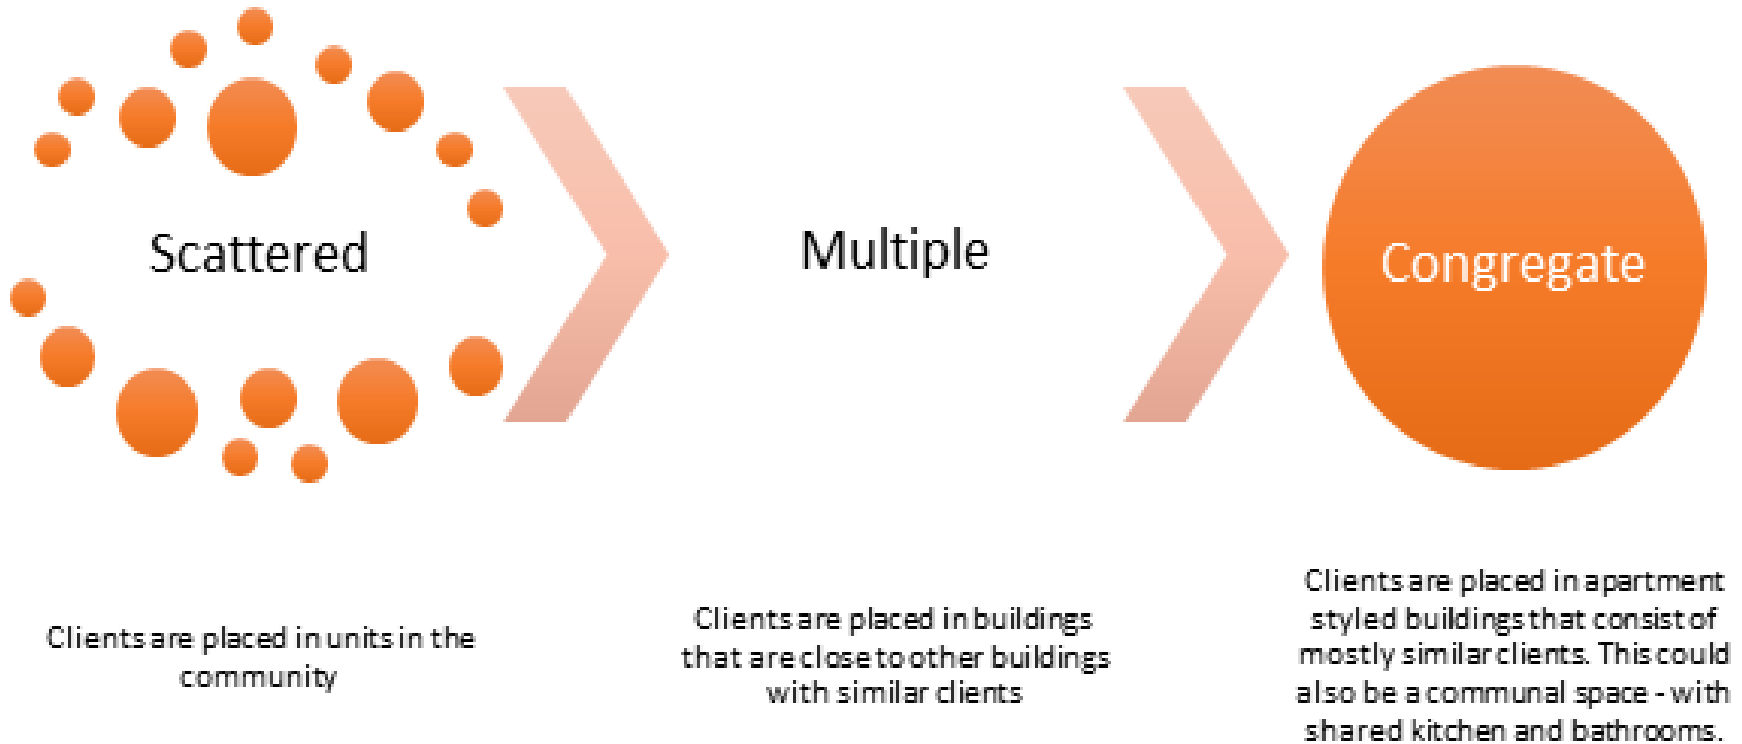 Scattered
Multiple
Congregate
Clients are placed in units in the
community
Clients are placed in buildings
that are close to other buildings
with similar clients
Clients are placed in apartment
styled buildings that consist of
mostly similar clients. This could
also be a communal space - with
shared kitchen and bathrooms.